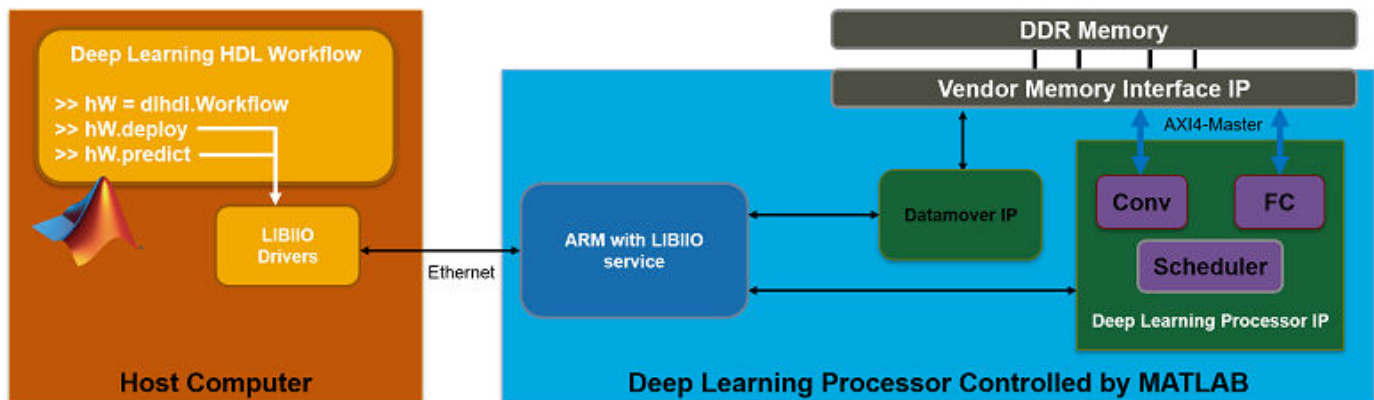 Deep Learning HDL Workflow
>> hW = dlhdl.Workflow
>> hW.deploy
>> hW.predict
LIBIIO
Drivers
Host Computer
Ethernet
ARM with LIBIIO
service
DDR Memory
Vendor Memory Interface IP
AXI4-Master
Datamover IP
Conv
FC
Scheduler
Deep Learning Processor IP
Deep Learning Processor Controlled by MATLAB